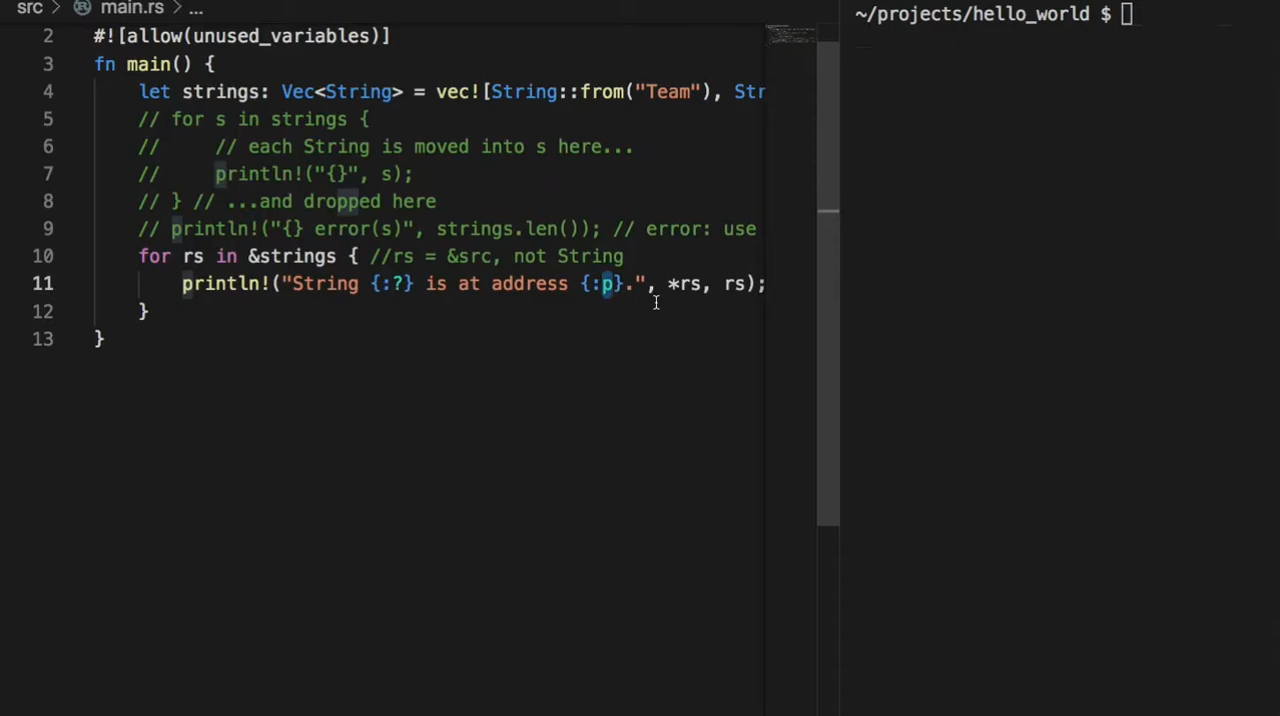 src > main.rs > ...
~/projects/hello_world $
2 #![allow(unused_variables)]
3 fn main() {
4 let strings: Vec<String> = vec![String::from("Team"), Str
5 // for s in strings {
6 //     // each String is moved into s here...
7 //     println!("{}", s);
8 // } // ...and dropped here
9 // println!("{} error(s)", strings.len()); // error: use
10 for rs in &strings { //rs = &src, not String
11 println!("String {:?} is at address {:p}.", *rs, rs);
12 }
13 }